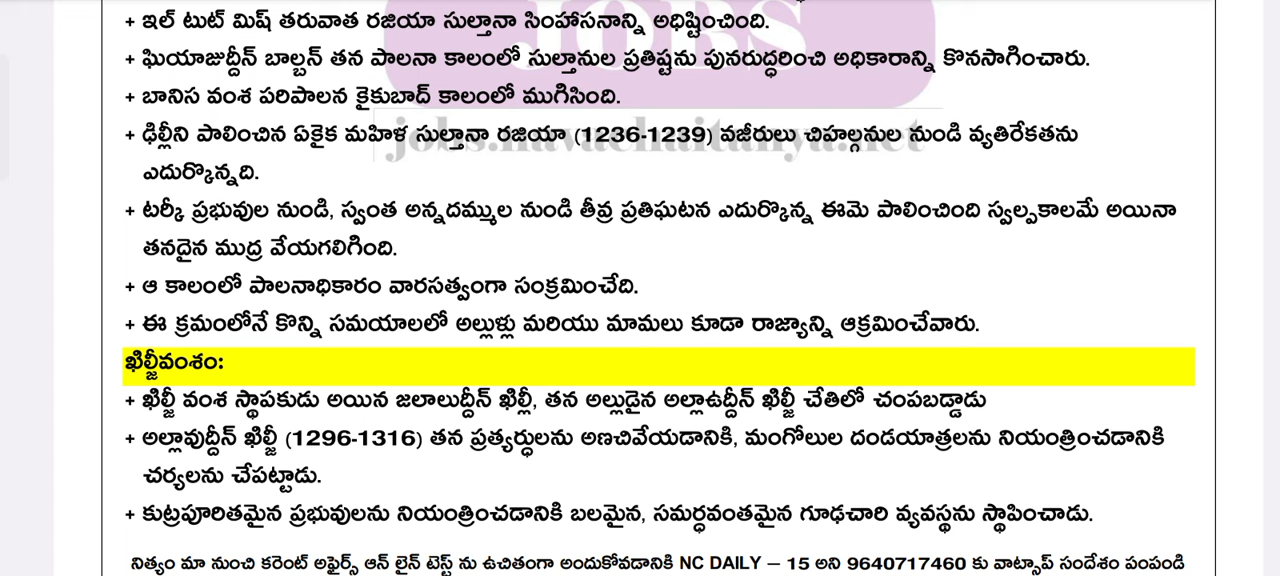 + ఇల్ టుట్ మిష్ తరువాత రజియా సుల్తానా సింహాసనాన్ని అధిష్టించింది.
JOBS
+ ఘియాజుద్దీన్ బాల్బన్ తన పాలనా కాలంలో సుల్తానుల ప్రతిష్టను పునరుద్ధరించి అధికారాన్ని కొనసాగించారు.
+ బానిస వంశ పరిపాలన కైకుబాద్ కాలంలో ముగిసింది.
+ ఢిల్లీని పాలించిన ఏకైక మహిళ సుల్తానా రజియా (1236-1239) వజీరులు చిహల్గనుల నుండి వ్యతిరేకతను
jobs.navachaitanya.net
ఎదుర్కొన్నది.
+ టర్కీ ప్రభువుల నుండి, స్వంత అన్నదమ్ముల నుండి తీవ్ర ప్రతిఘటన ఎదుర్కొన్న ఈమె పాలించింది స్వల్పకాలమే అయినా
తనదైన ముద్ర వేయగలిగింది.
+ ఆ కాలంలో పాలనాధికారం వారసత్వంగా సంక్రమించేది.
+ ఈ క్రమంలోనే కొన్ని సమయాలలో అల్లుళ్లు మరియు మామలు కూడా రాజ్యాన్ని ఆక్రమించేవారు.
ఖిల్జీవంశం:
+ ఖిల్జీ వంశ స్థాపకుడు అయిన జలాలుద్దీన్ ఖిల్లీ, తన అల్లుడైన అల్లాఉద్దీన్ ఖిల్జీ చేతిలో చంపబడ్డాడు
+ అల్లావుద్దీన్ ఖిల్జీ (1296-1316) తన ప్రత్యర్ధులను అణచివేయడానికి, మంగోలుల దండయాత్రలను నియంత్రించడానికి
చర్యలను చేపట్టాడు.
+ కుట్రపూరితమైన ప్రభువులను నియంత్రించడానికి బలమైన, సమర్ధవంతమైన గూఢచారి వ్యవస్థను స్థాపించాడు.
నిత్యం మా నుంచి కరెంట్ అఫైర్స్ ఆన్ లైన్ టెస్ట్ ను ఉచితంగా అందుకోవడానికి NC DAILY – 15 అని 9640717460 కు వాట్సాప్ సందేశం పంపండి